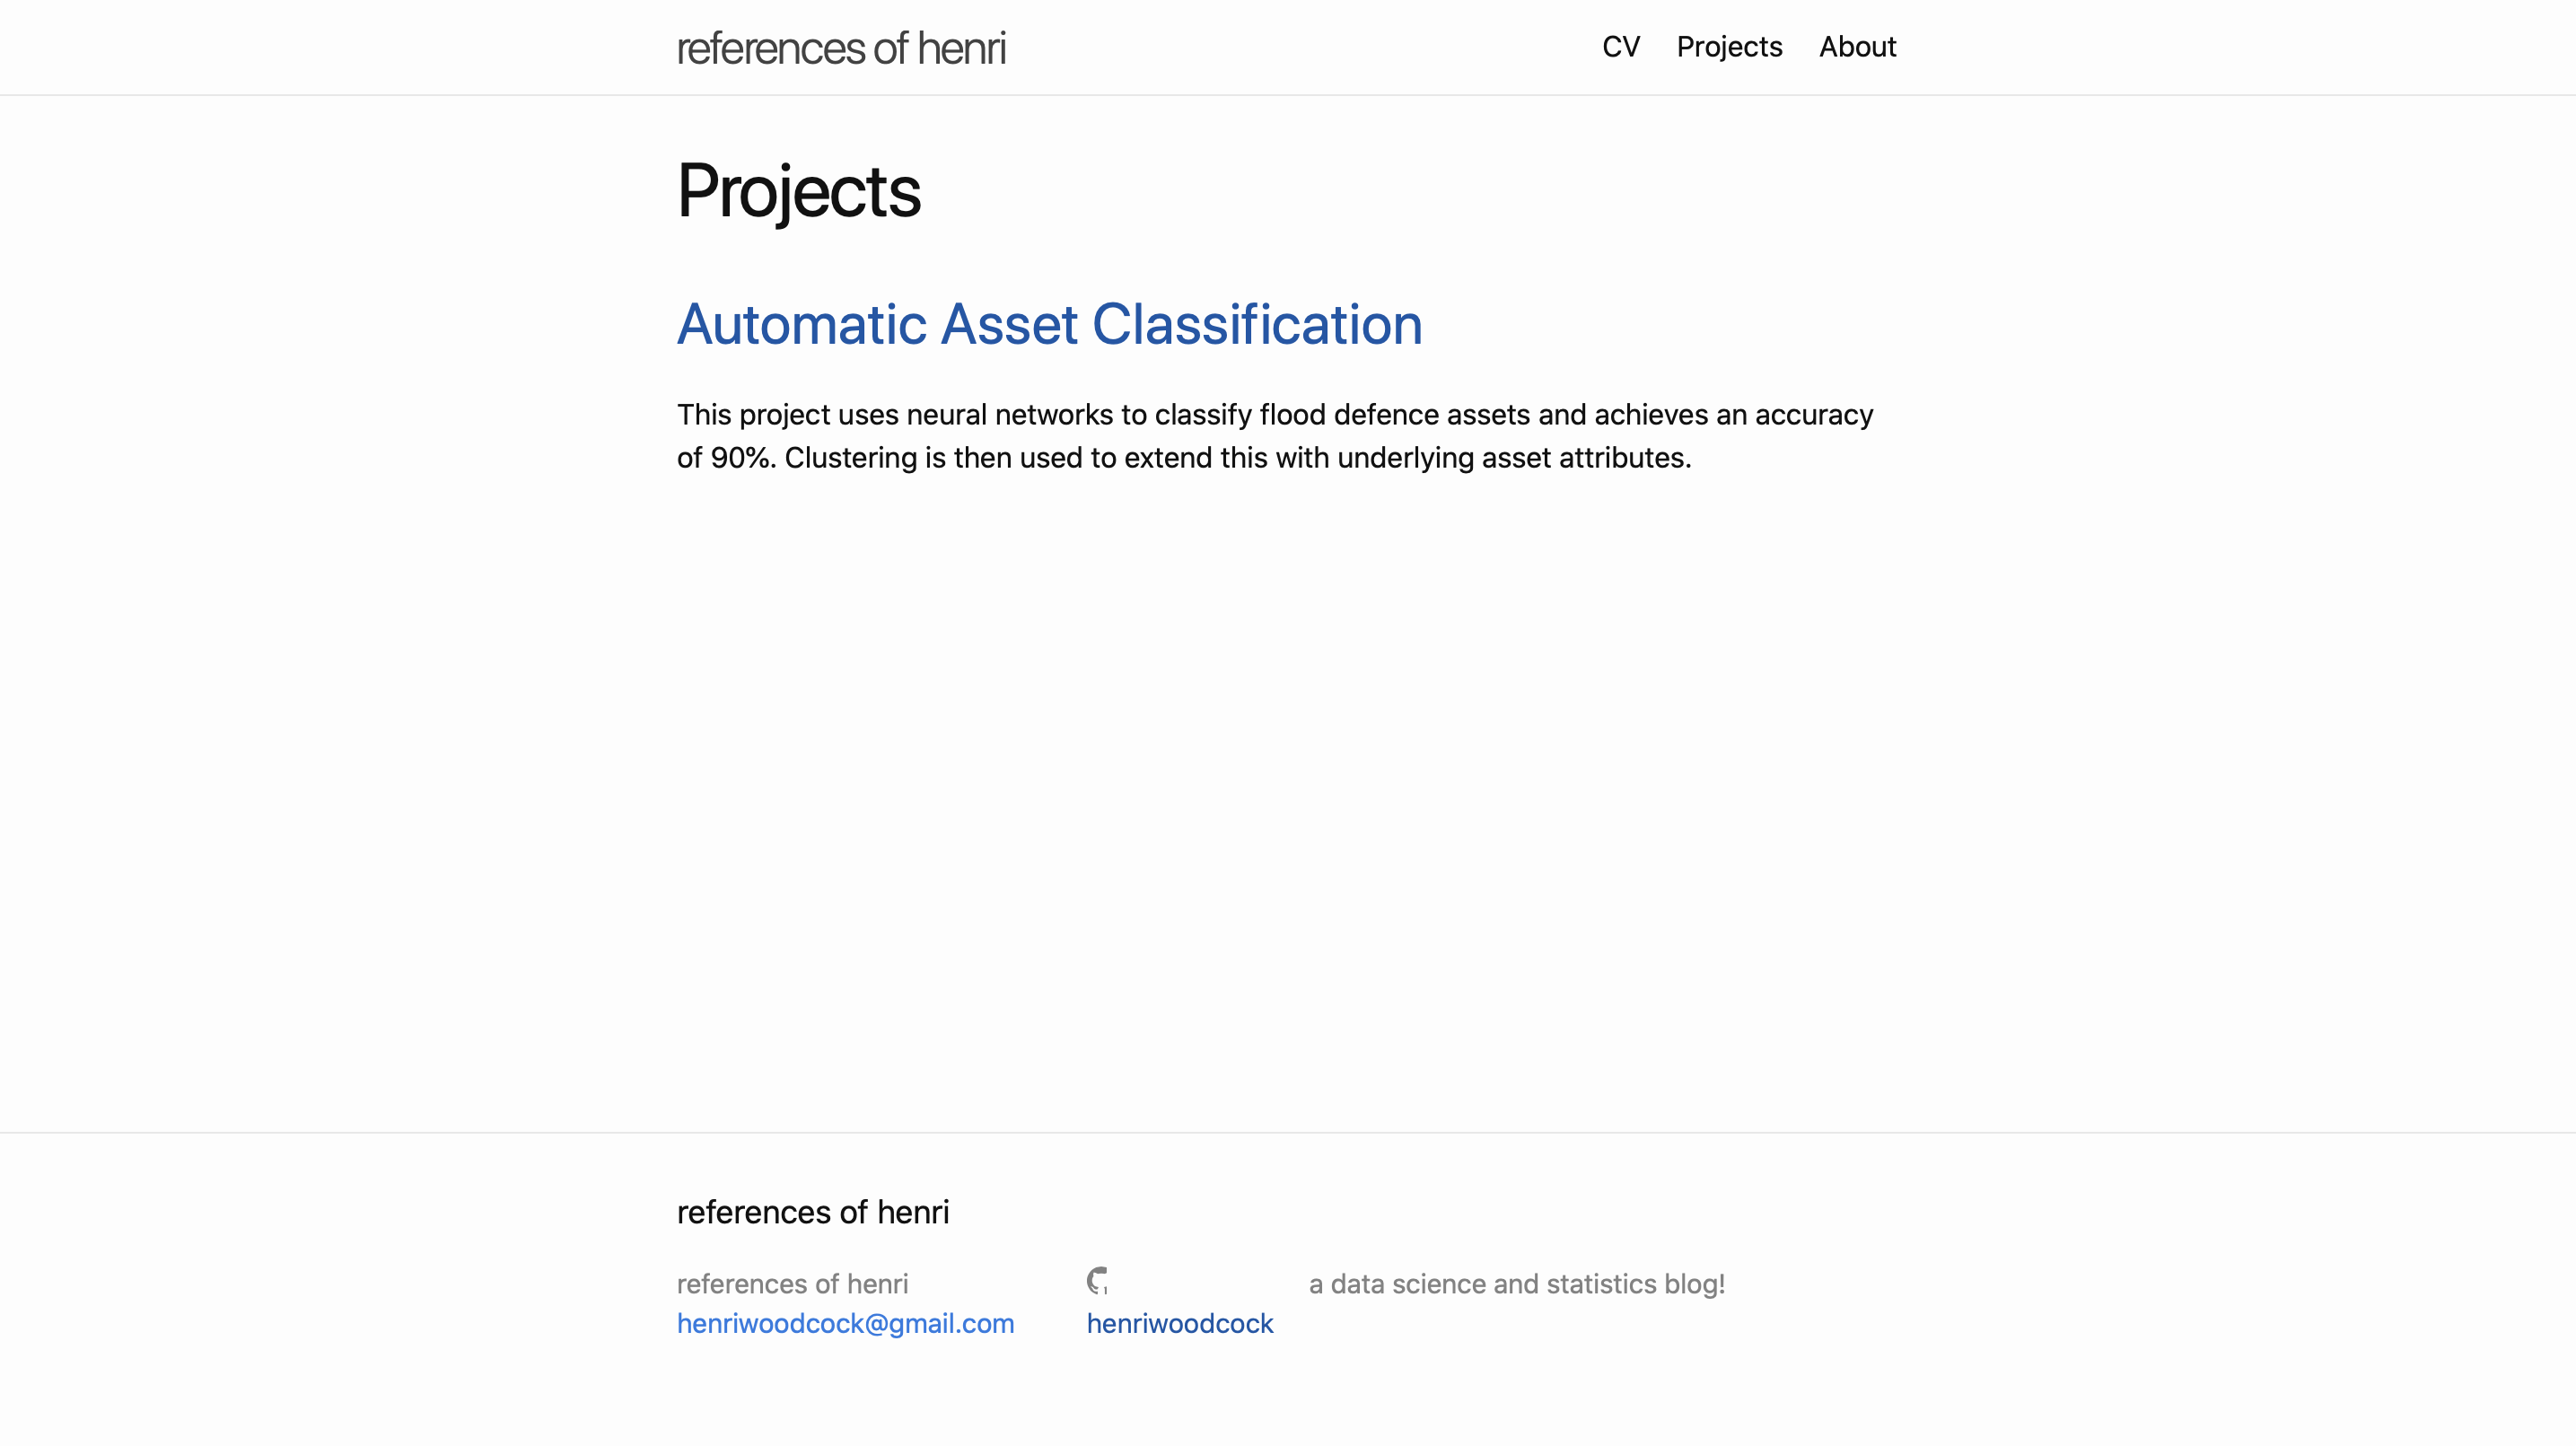 references of henri
CV Projects About
Projects
Automatic Asset Classification
This project uses neural networks to classify flood defence assets and achieves an accuracy
of 90%. Clustering is then used to extend this with underlying asset attributes.
references of henri
references of henri
henriwoodcock@gmail.com
henriwoodcock
a data science and statistics blog!